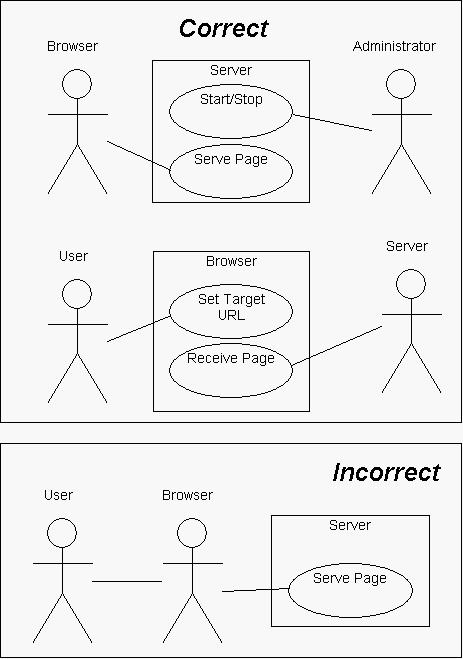 Correct
Browser
Administrator
Server
Start/Stop
Serve Page
User
Server
Browser
Set Target
URL
Receive Page
Incorrect
User
Browser
Server
Serve Page